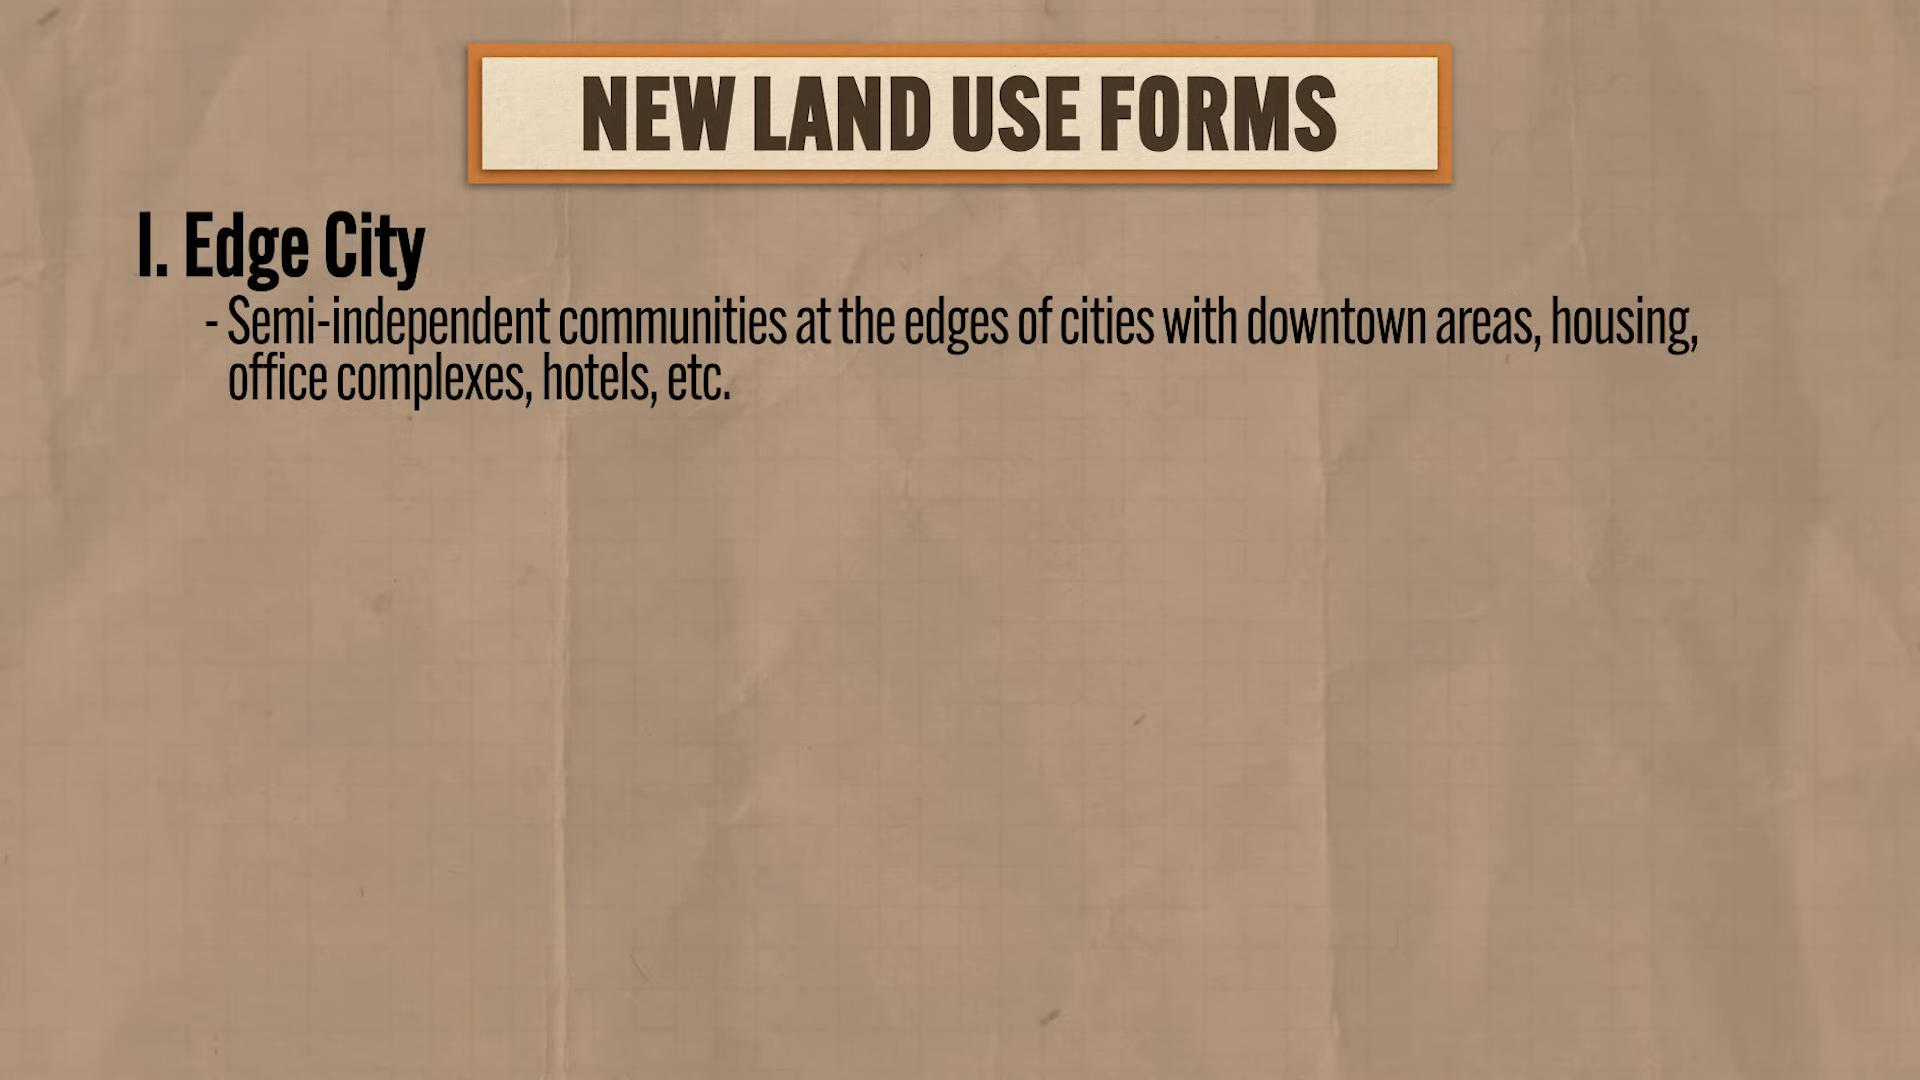 NEW LAND USE FORMS
I. Edge City
- Semi-independent communities at the edges of cities with downtown areas, housing,
office complexes, hotels, etc.